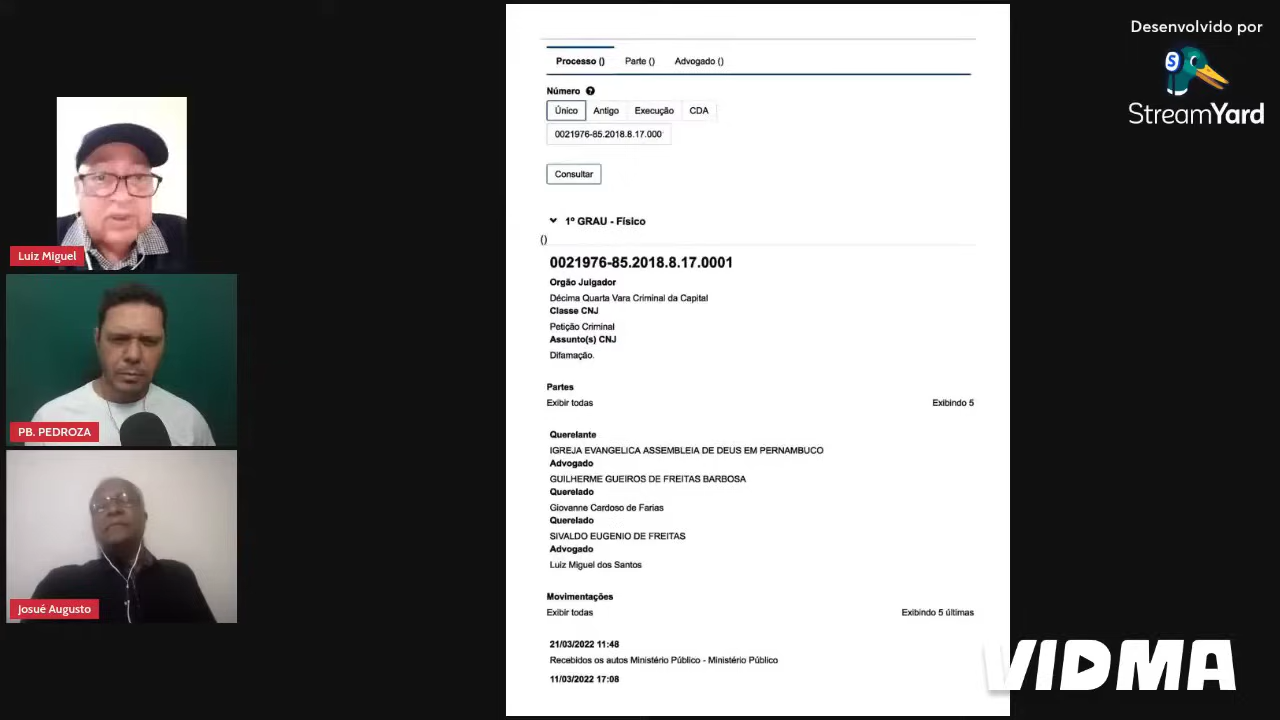 Desenvolvido por
StreamYard
Luiz Miguel
PB. PEDROZA
Josué Augusto
Processo () Parte () Advogado ()
Número ?
Único Antigo Execução CDA
0021976-85.2018.8.17.000
Consultar
1º GRAU - Físico
()
0021976-85.2018.8.17.0001
Orgão Julgador
Décima Quarta Vara Criminal da Capital
Classe CNJ
Petição Criminal
Assunto(s) CNJ
Difamação.
Partes
Exibir todas Exibindo 5
Querelante
IGREJA EVANGELICA ASSEMBLEIA DE DEUS EM PERNAMBUCO
Advogado
GUILHERME GUEIROS DE FREITAS BARBOSA
Querelado
Giovanne Cardoso de Farias
Querelado
SIVALDO EUGENIO DE FREITAS
Advogado
Luiz Miguel dos Santos
Movimentações
Exibir todas Exibindo 5 últimas
21/03/2022 11:48
Recebidos os autos Ministério Público - Ministério Público
11/03/2022 17:08
VIDMA